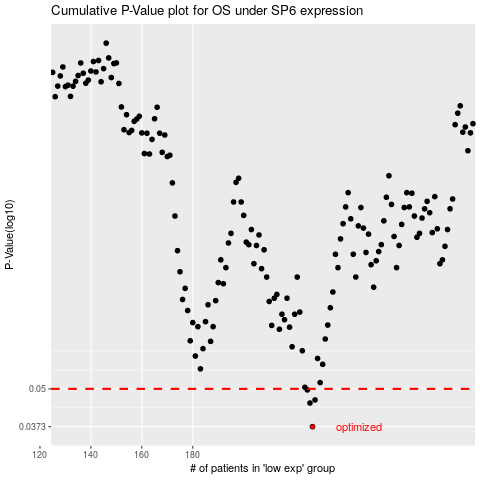 Cumulative P-Value plot for OS under SP6 expression
P-Value(log10)
0.05
0.0373
optimized
120 140 160 180
# of patients in 'low exp' group